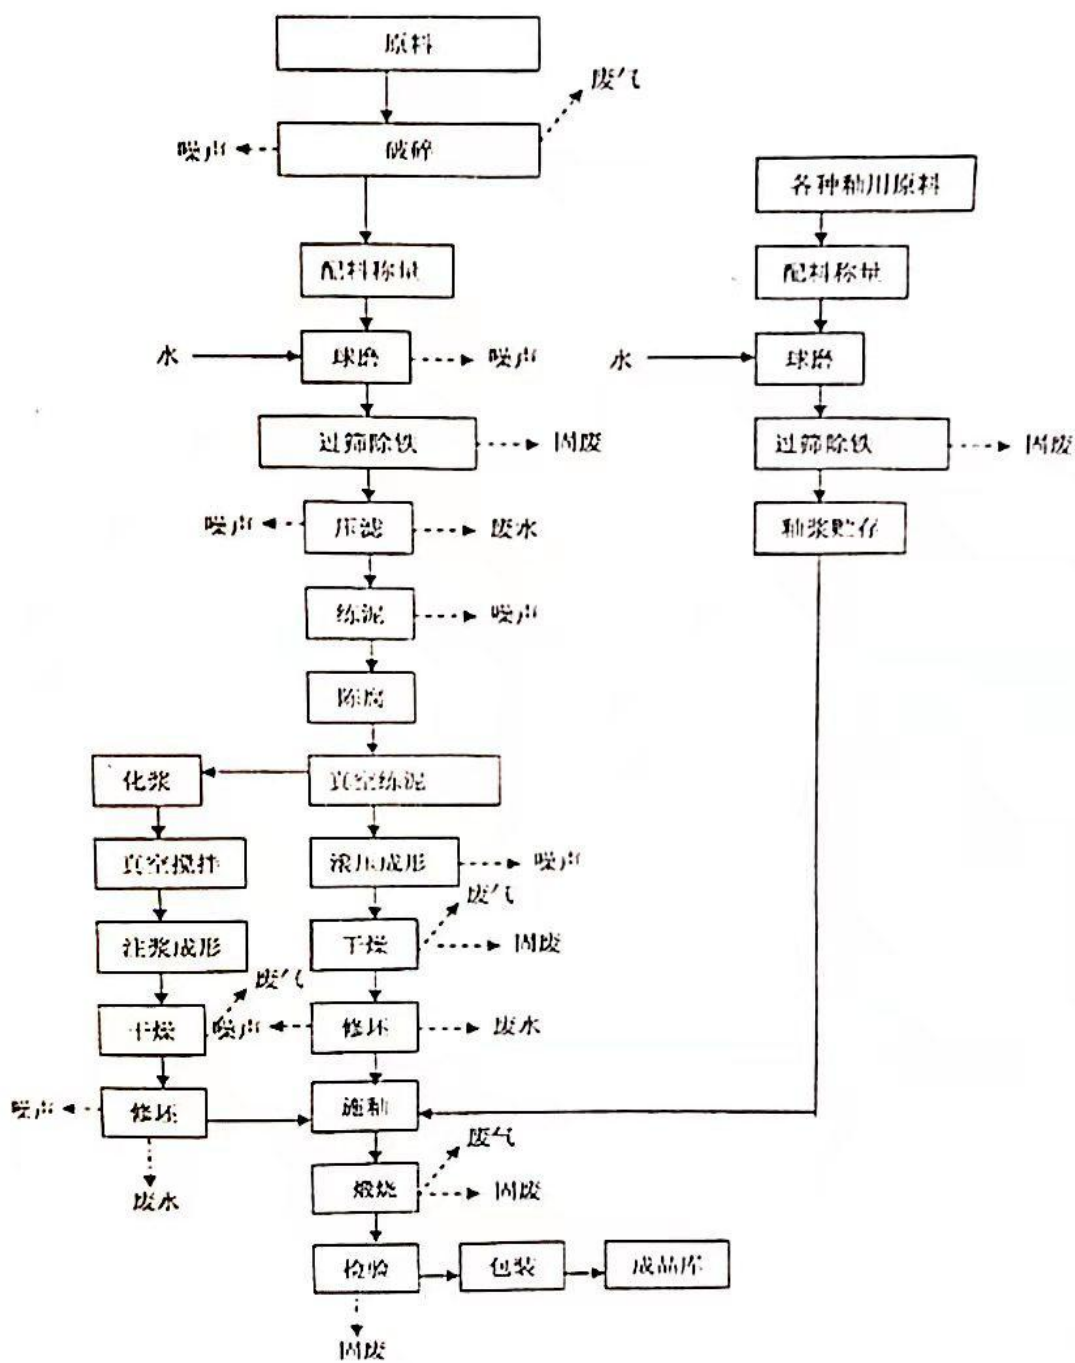 原料
废气
噪声
破碎
各种釉用原料
配料称量
配料称量
水
球磨
噪声
水
球磨
过筛除铁
固废
过筛除铁
固废
噪声
压滤
废水
釉浆贮存
练泥
噪声
陈腐
化浆
真空练泥
真空搅拌
滚压成形
噪声
废气
注浆成形
干燥
固废
废气
干燥
噪声
修坯
废水
噪声
修坯
施釉
废气
废水
煅烧
固废
检验
包装
成品库
固废